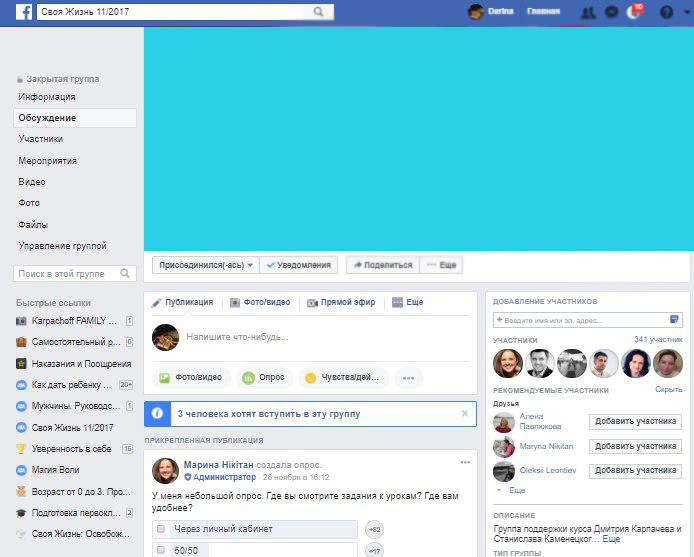 Своя Жизнь 11/2017
Darina
Главная
10
Закрытая группа
Информация
Обсуждение
Участники
Мероприятия
Видео
Фото
Файлы
Управление группой
Поиск в этой группе
Быстрые ссылки
Karpachoff FAMILY ... 1
Самостоятельный р... 6
Наказания и Поощрения
Как дать ребенку ... 20+
Мужчины. Руководс... 1
Своя Жизнь 11/2017
Уверенность в себе 16
Магия Воли
Возраст от 0 до 3. Про...
Подготовка первокл... 2
Своя Жизнь: Освобож...
Присоединился(-ась)
Уведомления
Поделиться
Еще
Публикация
Фото/видео
Прямой эфир
Еще
Напишите что-нибудь...
Фото/видео
Опрос
Чувства/дей...
3 человека хотят вступить в эту группу
ПРИКРЕПЛЕННАЯ ПУБЛИКАЦИЯ
Марина Нікітан создала опрос.
Администратор · 26 ноября в 16:12
У меня небольшой опрос. Где вы смотрите задания к урокам? Где вам
удобнее?
Через личный кабинет +32
50/50 +17
ДОБАВЛЕНИЕ УЧАСТНИКОВ
+ Введите имя или эл. адрес...
УЧАСТНИКИ 341 участник
РЕКОМЕНДУЕМЫЕ УЧАСТНИКИ Скрыть
Друзья
Алена
Павлюкова
Добавить участника
Maryna Nikitan
Добавить участника
Oleksii Leontiev
Добавить участника
Еще
ОПИСАНИЕ
Группа поддержки курса Дмитрия Карпачева и
Станислава Каменецког... Еще
ТИП ГРУППЫ